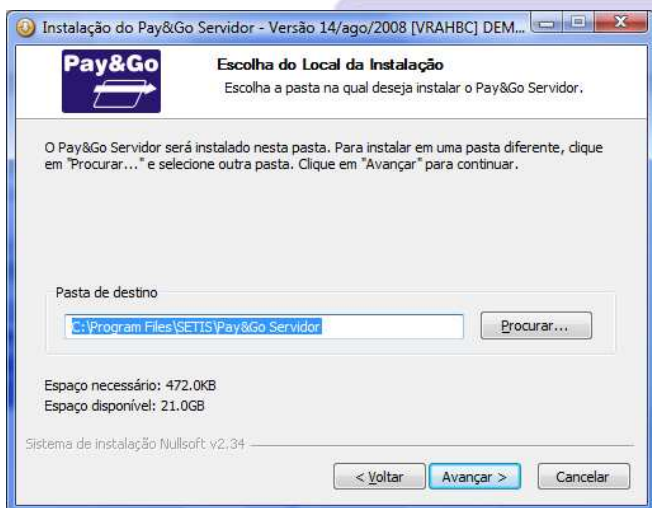 Instalação do Pay&Go Servidor - Versão 14/ago/2008 [VRAHBC] DEM...
Pay&Go
Escolha do Local da Instalação
Escolha a pasta na qual deseja instalar o Pay&Go Servidor.
O Pay&Go Servidor será instalado nesta pasta. Para instalar em uma pasta diferente, clique
em "Procurar..." e selecione outra pasta. Clique em "Avançar" para continuar.
Pasta de destino
C:\Program Files\SETIS\Pay&Go Servidor
Procurar...
Espaço necessário: 472.0KB
Espaço disponível: 21.0GB
Sistema de instalação Nullsoft v2.34
< Voltar Avançar > Cancelar